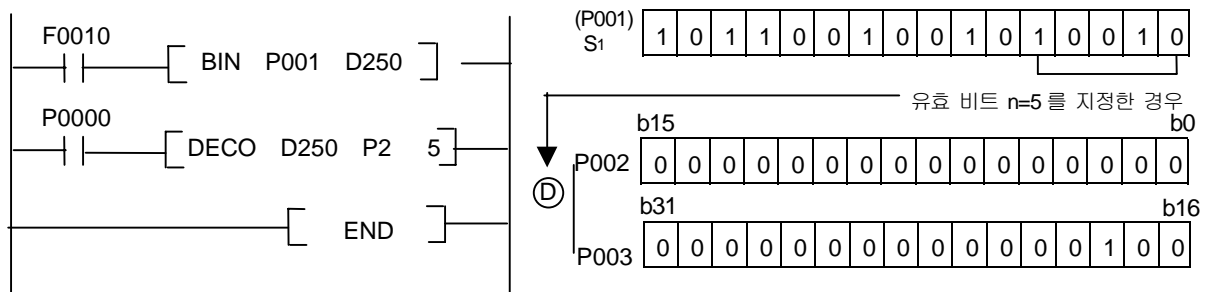 F0010
BIN P001 D250
P0000
DECO D250 P2 5
END
(P001) 1 0 1 1 0 0 1 0 0 1 0 1 0 0 1 0
S1
유효 비트 n=5 를 지정한 경우
b15 b0
P002 0 0 0 0 0 0 0 0 0 0 0 0 0 0 0 0
D
b31 b16
P003 0 0 0 0 0 0 0 0 0 0 0 0 0 1 0 0